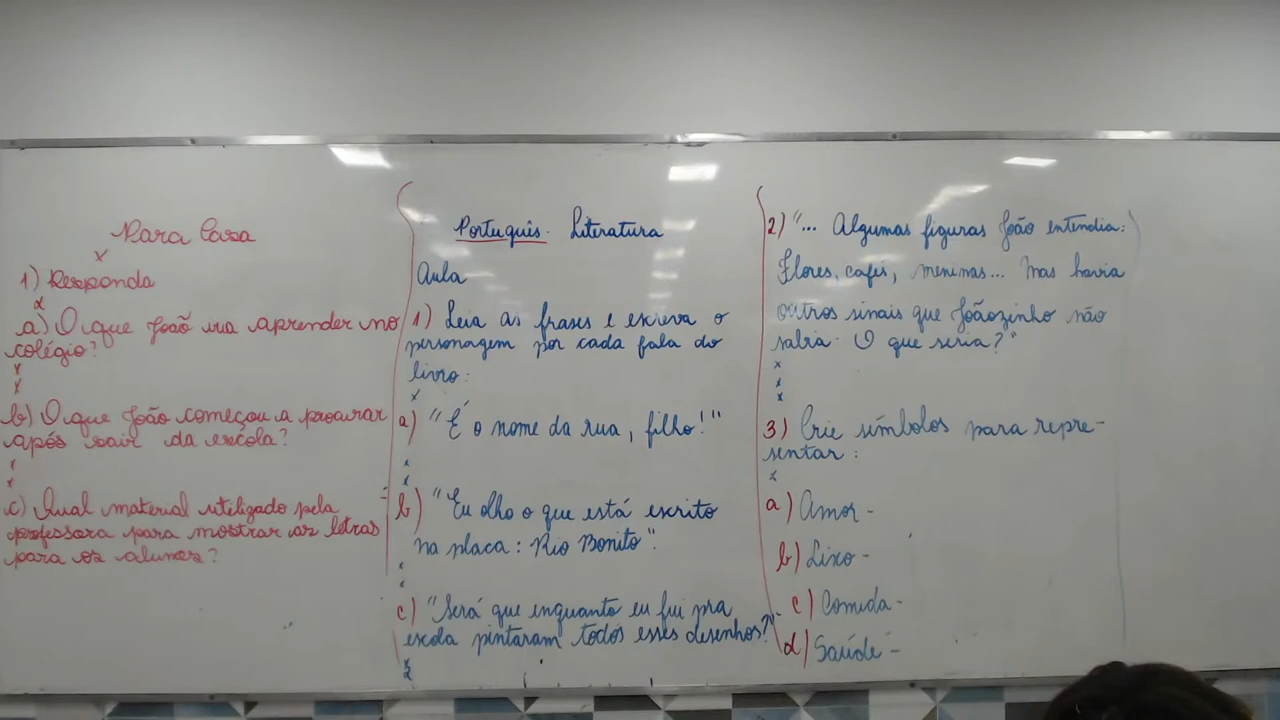 Para Casa
x
1) Responda
x
a) O que João iria aprender no
colégio?
x
x
b) O que João começou a procurar
após sair da escola?
x
x
c) Qual material utilizado pela
professora para mostrar as letras
para os alunos?
Português. Literatura
Aula
1) Leia as frases e escreva o
personagem por cada fala do
livro:
x
a) "É o nome da rua, filho!"
x
x
b) "Eu olho o que está escrito
na placa: Rio Bonito".
x
x
c) "Será que enquanto eu fui pra
escola pintaram todos esses desenhos?"
x
x
2) "... Algumas figuras João entendia:
Flores, cafés, meninas... Mas havia
outros sinais que Joãozinho não
sabia. O que seria?"
x
x
x
3) Crie símbolos para repre-
sentar:
x
a) Amor -
b) Lixo -
c) Comida -
d) Saúde -